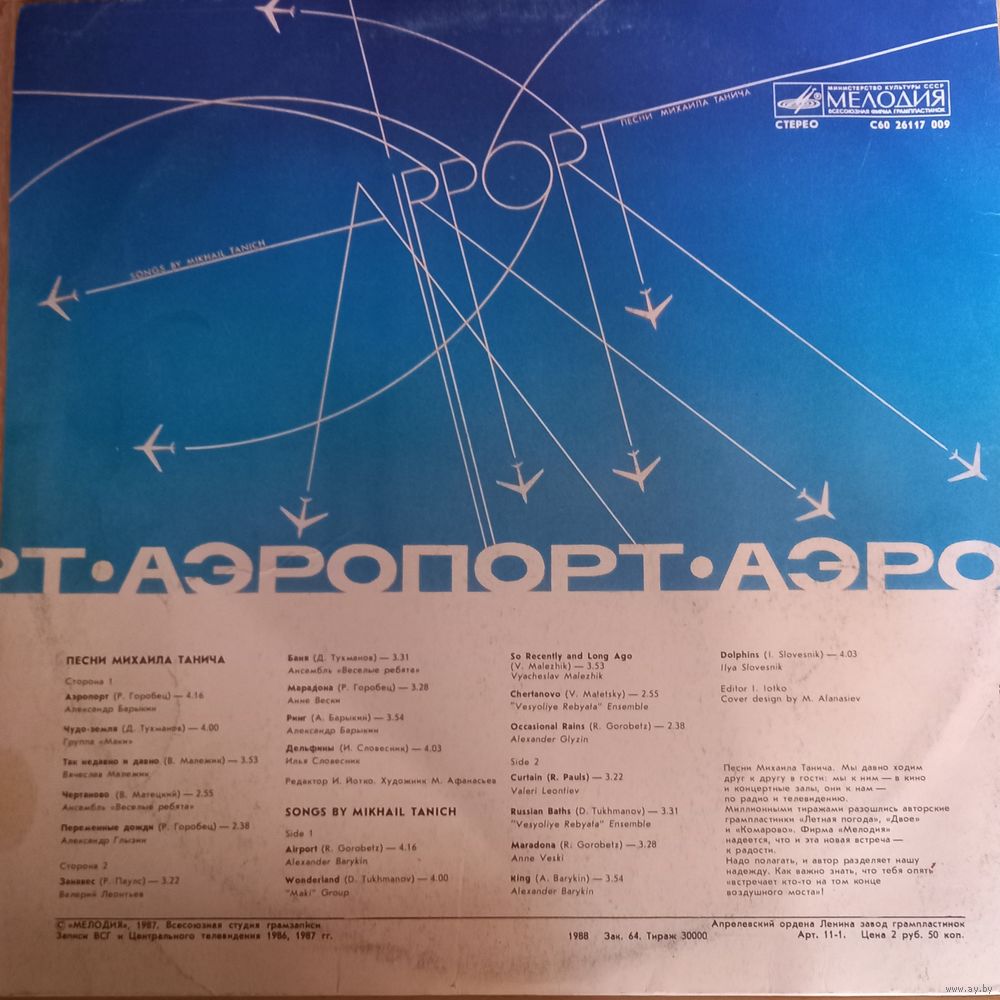 МИНИСТЕРСТВО КУЛЬТУРЫ СССР
МЕЛОДИЯ
ВСЕСОЮЗНАЯ ФИРМА ГРАМПЛАСТИНОК
СТЕРЕО С60 26117 009
ПЕСНИ МИХАИЛА ТАНИЧА
AIRPORT
SONGS BY MIKHAIL TANICH
РТ•АЭРОПОРТ•АЭРО
ПЕСНИ МИХАИЛА ТАНИЧА
Сторона 1
Аэропорт (Р. Горобец) — 4.16
Александр Барыкин
Чудо-земля (Д. Тухманов) — 4.00
Группа «Маки»
Так недавно и давно (В. Малежик) — 3.53
Вячеслав Малежик
Чертаново (В. Матецкий) — 2.55
Ансамбль «Веселые ребята»
Переменные дожди (Р. Горобец) — 2.38
Александр Глызин
Сторона 2
Занавес (Р. Паулс) — 3.22
Валерий Леонтьев
Баня (Д. Тухманов) — 3.31
Ансамбль «Веселые ребята»
Марадона (Р. Горобец) — 3.28
Анне Вески
Ринг (А. Барыкин) — 3.54
Александр Барыкин
Дельфины (И. Словесник) — 4.03
Илья Словесник
Редактор И. Йотко. Художник М. Афанасьев
SONGS BY MIKHAIL TANICH
Side 1
Airport (R. Gorobetz) — 4.16
Alexander Barykin
Wonderland (D. Tukhmanov) — 4.00
"Maki" Group
So Recently and Long Ago
(V. Malezhik) — 3.53
Vyacheslav Malezhik
Chertanovo (V. Matetsky) — 2.55
"Vesyoliye Rebyata" Ensemble
Occasional Rains (R. Gorobetz) — 2.38
Alexander Glyzin
Side 2
Curtain (R. Pauls) — 3.22
Valeri Leontiev
Russian Baths (D. Tukhmanov) — 3.31
"Vesyoliye Rebyata" Ensemble
Maradona (R. Gorobetz) — 3.28
Anne Veski
King (A. Barykin) — 3.54
Alexander Barykin
Dolphins (I. Slovesnik) — 4.03
Ilya Slovesnik
Editor I. Iotko
Cover design by M. Afanasiev
Песни Михаила Танича. Мы давно ходим
друг к другу в гости: мы к ним — в кино
и концертные залы, они к нам —
по радио и телевидению.
Миллионными тиражами разошлись авторские
грампластинки «Летная погода», «Двое»
и «Комарово». Фирма «Мелодия»
надеется, что и эта новая встреча —
к радости.
Надо полагать, и автор разделяет нашу
надежду. Как важно знать, что тебя опять
«встречает кто-то на том конце
воздушного моста»!
© «МЕЛОДИЯ», 1987. Всесоюзная студия грамзаписи
Записи ВСГ и Центрального телевидения 1986, 1987 гг.
1988 Зак. 64. Тираж 30000
Апрелевский ордена Ленина завод грампластинок
Арт. 11-1. Цена 2 руб. 50 коп.
www.ay.by